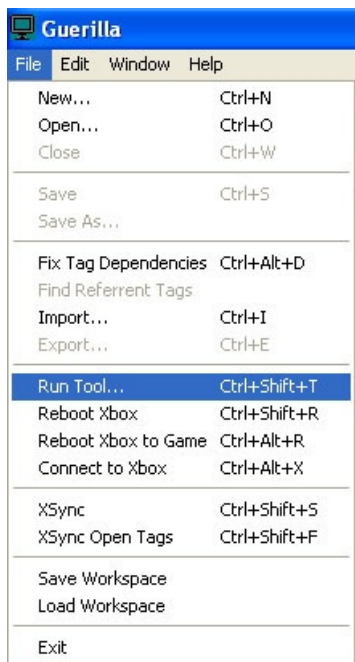 Guerilla
File Edit Window Help
New... Ctrl+N
Open... Ctrl+O
Close Ctrl+W
Save Ctrl+S
Save As...
Fix Tag Dependencies Ctrl+Alt+D
Find Referrent Tags
Import... Ctrl+I
Export... Ctrl+E
Run Tool... Ctrl+Shift+T
Reboot Xbox Ctrl+Shift+R
Reboot Xbox to Game Ctrl+Alt+R
Connect to Xbox Ctrl+Alt+X
XSync Ctrl+Shift+S
XSync Open Tags Ctrl+Shift+F
Save Workspace
Load Workspace
Exit